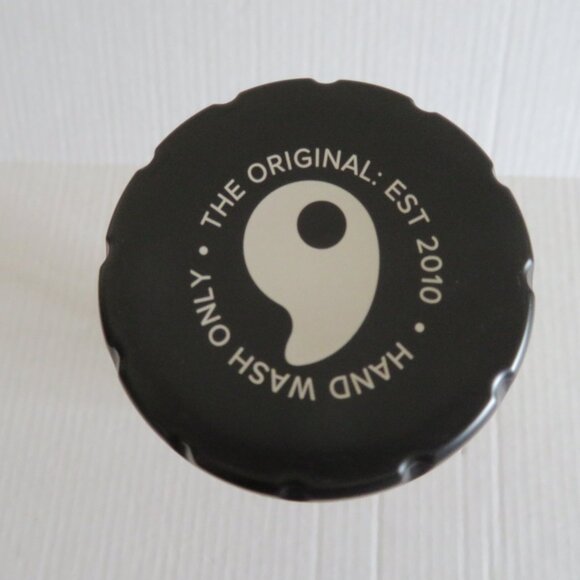 THE ORIGINAL: EST 2010 • HAND WASH ONLY •